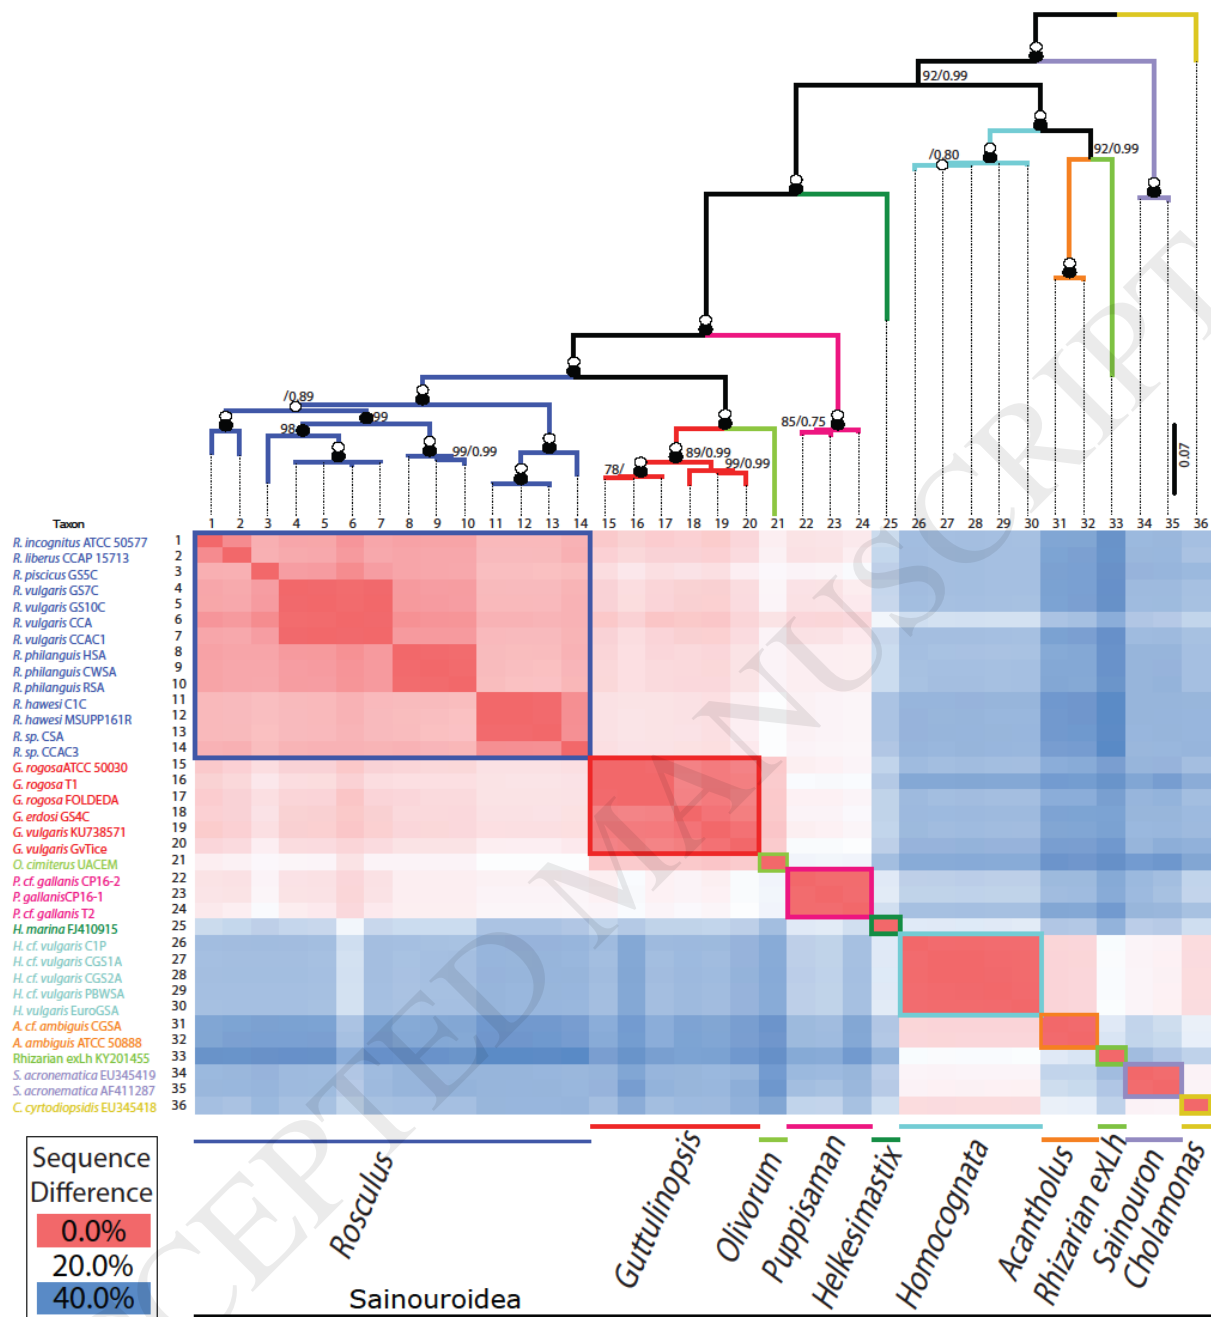 92/0.99
/0.80
92/0.99
/0.89
99
98
99/0.99
78/
89/0.99
99/0.99
85/0.75
0.07
Taxon
1 2 3 4 5 6 7 8 9 10 11 12 13 14 15 16 17 18 19 20 21 22 23 24 25 26 27 28 29 30 31 32 33 34 35 36
R. incognitus ATCC 50577 1
R. liberus CCAP 15713 2
R. piscicus GS5C 3
R. vulgaris GS7C 4
R. vulgaris GS10C 5
R. vulgaris CCA 6
R. vulgaris CCAC1 7
R. philanguis HSA 8
R. philanguis CWSA 9
R. philanguis RSA 10
R. hawesi C1C 11
R. hawesi MSUPP161R 12
R. sp. CSA 13
R. sp. CCAC3 14
G. rogosaATCC 50030 15
G. rogosa T1 16
G. rogosa FOLDEDA 17
G. erdosi GS4C 18
G. vulgaris KU738571 19
G. vulgaris GvTice 20
O. cimiterus UACEM 21
P. cf. gallanis CP16-2 22
P. gallanisCP16-1 23
P. cf. gallanis T2 24
H. marina FJ410915 25
H. cf. vulgaris C1P 26
H. cf. vulgaris CGS1A 27
H. cf. vulgaris CGS2A 28
H. cf. vulgaris PBWSA 29
H. vulgaris EuroGSA 30
A. cf. ambiguis CGSA 31
A. ambiguis ATCC 50888 32
Rhizarian exLh KY201455 33
S. acronematica EU345419 34
S. acronematica AF411287 35
C. cyrtodiopsidis EU345418 36
Sequence
Difference
0.0%
20.0%
40.0%
Rosculus
Guttulinopsis
Olivorum
Puppisaman
Helkesimastix
Homocognata
Acantholus
Rhizarian exLh
Sainouron
Cholamonas
Sainouroidea
CEPTED MANUSCRIPT